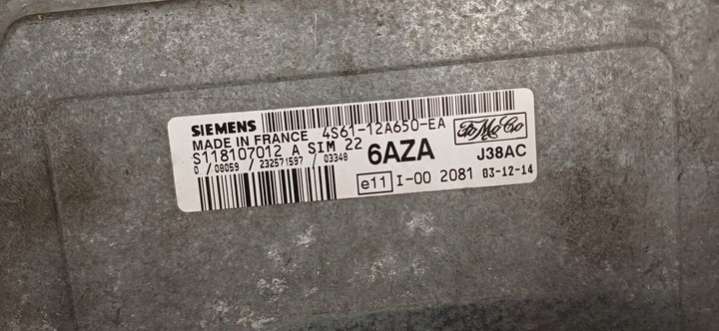 SIEMENS
MADE IN FRANCE 4S61-12A650-EA
FoMoCo
S118107012 A SIM 22
6AZA
J38AC
0 / 08059 / 232571597 / 03348
e11 I-00 2081 03-12-14